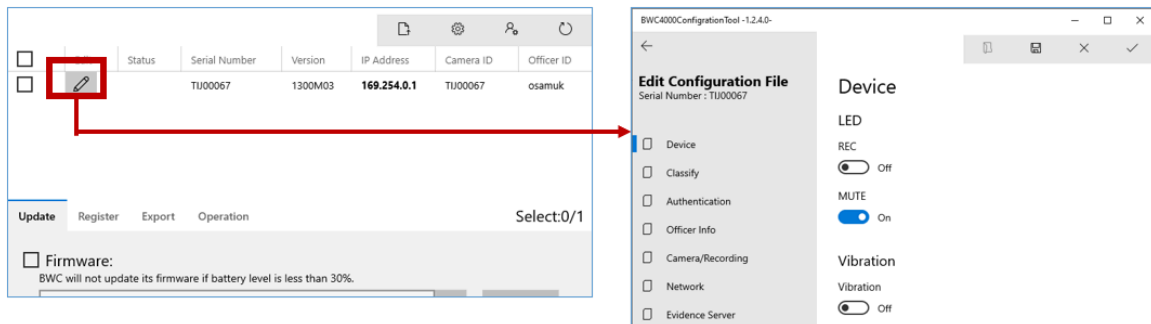 Status Serial Number Version IP Address Camera ID Officer ID
TIJ00067 1300M03 169.254.0.1 TIJ00067 osamuk
Update Register Export Operation Select:0/1
Firmware:
BWC will not update its firmware if battery level is less than 30%.
BWC4000ConfigrationTool -1.2.4.0-
Edit Configuration File
Serial Number : TIJ00067
Device
Classify
Authentication
Officer Info
Camera/Recording
Network
Evidence Server
Device
LED
REC
Off
MUTE
On
Vibration
Vibration
Off